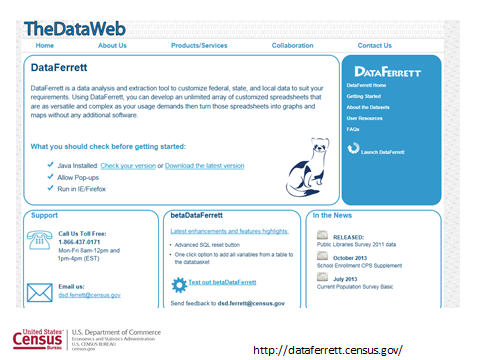 TheDataWeb
Home About Us Products/Services Collaboration Contact Us
DataFerrett
DataFerrett is a data analysis and extraction tool to customize federal, state, and local data to suit your
requirements. Using DataFerrett, you can develop an unlimited array of customized spreadsheets that
are as versatile and complex as your usage demands then turn those spreadsheets into graphs and
maps without any additional software.
What you should check before getting started:
Java Installed: Check your version or Download the latest version
Allow Pop-ups
Run in IE/Firefox
DATAFERRETT
DataFerrett Home
Getting Started
About the Datasets
User Resources
FAQs
Launch DataFerrett
Support
Call Us Toll Free:
1-866-437-0171
Mon-Fri 8am-12pm and
1pm-4pm (EST)
Email us:
dsd.ferrett@census.gov
betaDataFerrett
Latest enhancements and features highlights:
• Advanced SQL reset button
• One click option to add all variables from a table to
the databasket
Test out betaDataFerrett
Send feedback to dsd.ferrett@census.gov
In the News
RELEASED:
Public Libraries Survey 2011 data
October 2013
School Enrollment CPS Supplement
July 2013
Current Population Survey Basic
United States
Census
Bureau
U.S. Department of Commerce
Economics and Statistics Administration
U.S. CENSUS BUREAU
census.gov
http://dataferrett.census.gov/